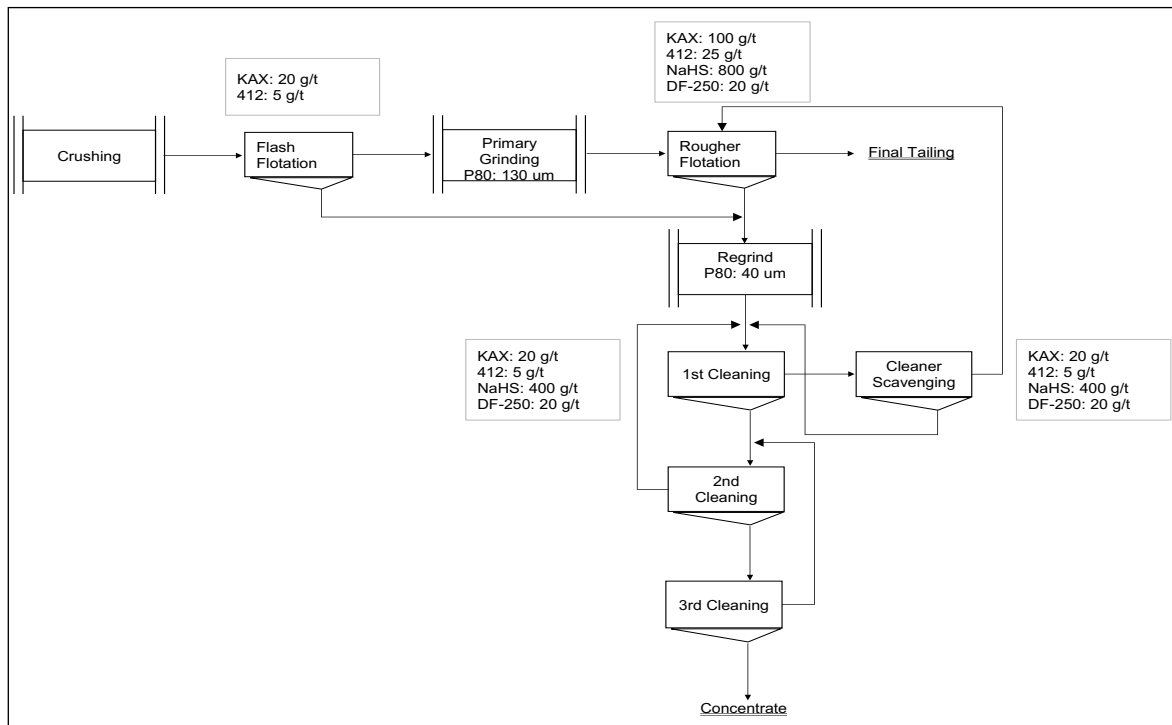 KAX: 20 g/t
412: 5 g/t
KAX: 100 g/t
412: 25 g/t
NaHS: 800 g/t
DF-250: 20 g/t
Crushing
Flash
Flotation
Primary
Grinding
P80: 130 um
Rougher
Flotation
Final Tailing
Regrind
P80: 40 um
KAX: 20 g/t
412: 5 g/t
NaHS: 400 g/t
DF-250: 20 g/t
1st Cleaning
Cleaner
Scavenging
KAX: 20 g/t
412: 5 g/t
NaHS: 400 g/t
DF-250: 20 g/t
2nd
Cleaning
3rd Cleaning
Concentrate